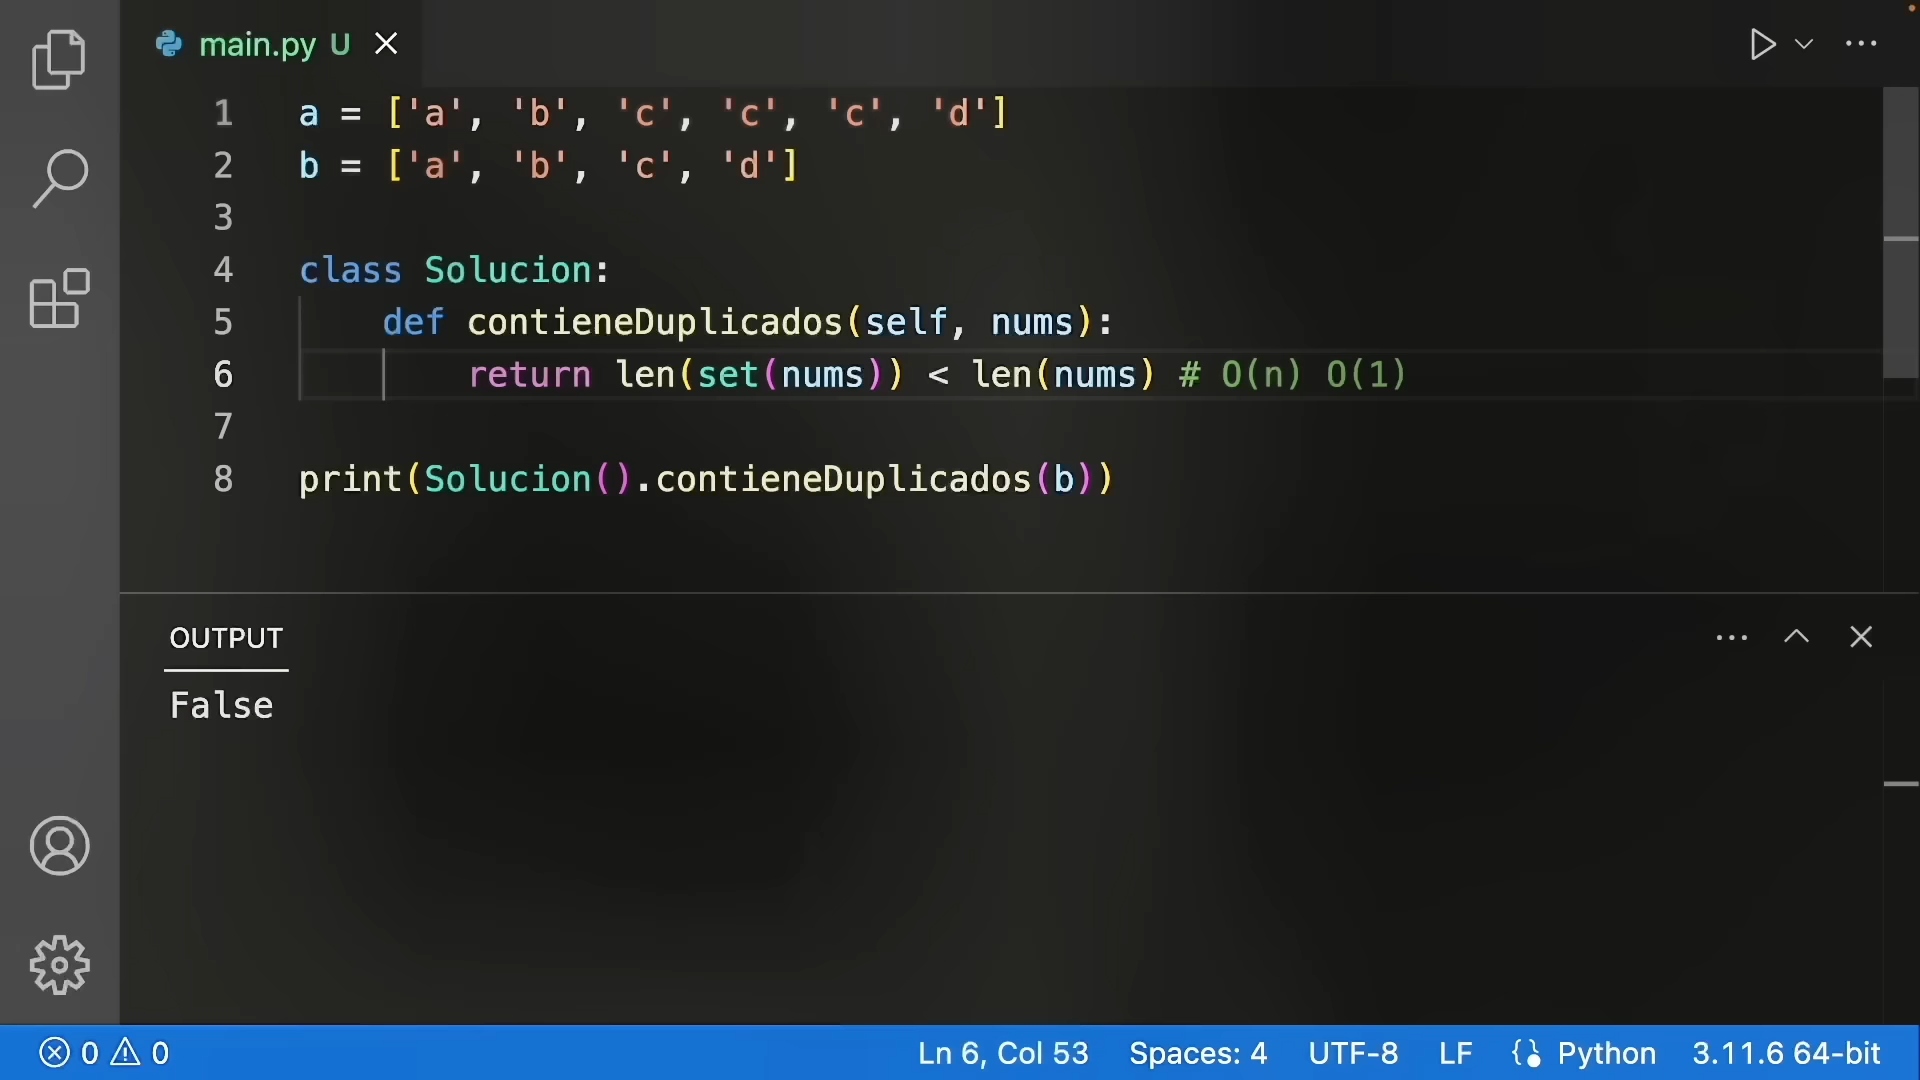 main.py U
1 a = ['a', 'b', 'c', 'c', 'c', 'd']
2 b = ['a', 'b', 'c', 'd']
3
4 class Solucion:
5     def contieneDuplicados(self, nums):
6         return len(set(nums)) < len(nums) # O(n) O(1)
7
8 print(Solucion().contieneDuplicados(b))
OUTPUT
False
0 0 Ln 6, Col 53 Spaces: 4 UTF-8 LF Python 3.11.6 64-bit